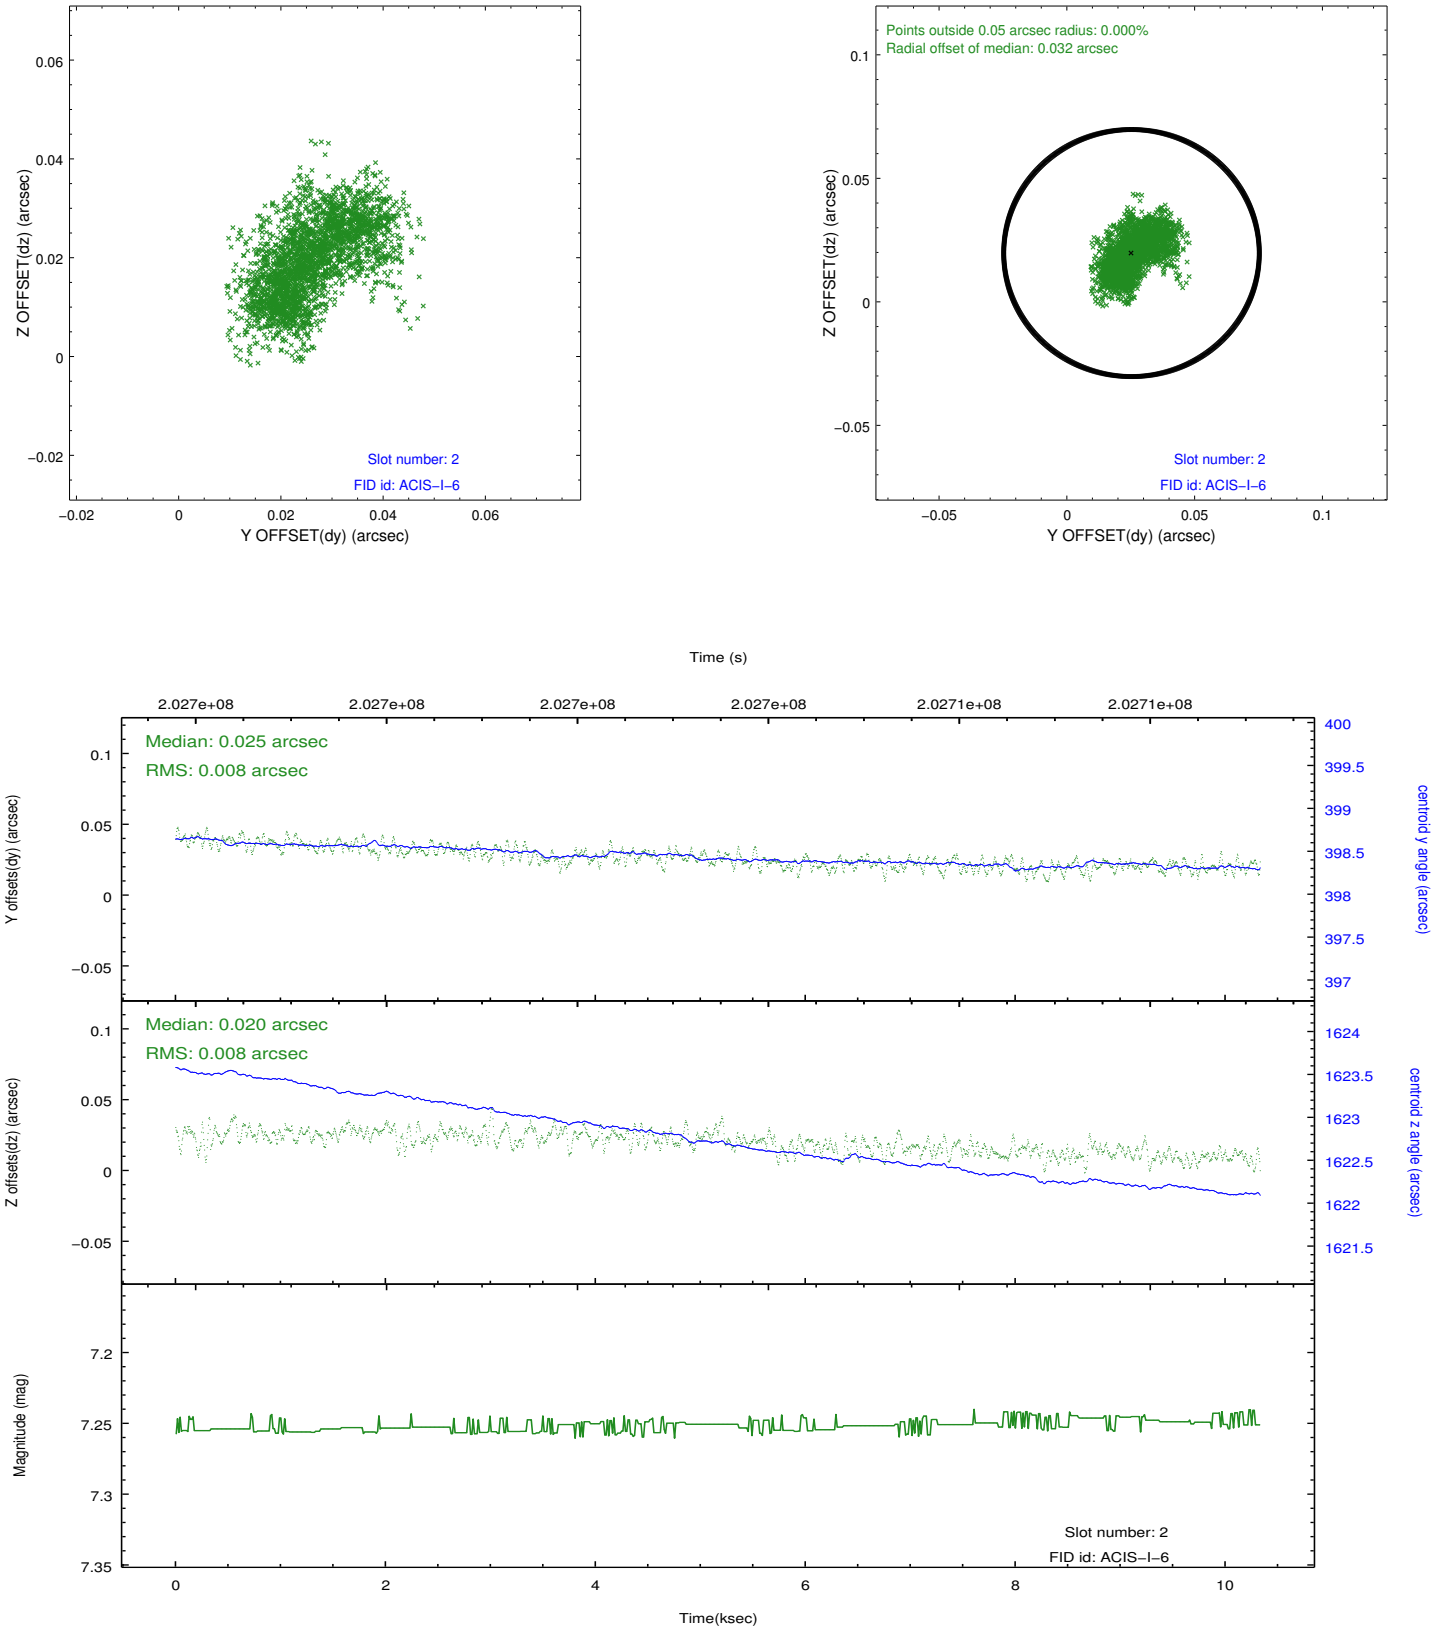 0.06
0.04
0.02
0
−0.02
Z OFFSET(dz) (arcsec)
Slot number: 2
FID id: ACIS−I−6
−0.02 0 0.02 0.04 0.06
Y OFFSET(dy) (arcsec)
Points outside 0.05 arcsec radius: 0.000%
Radial offset of median: 0.032 arcsec
0.1
0.05
0
−0.05
Z OFFSET(dz) (arcsec)
Slot number: 2
FID id: ACIS−I−6
−0.05 0 0.05 0.1
Y OFFSET(dy) (arcsec)
Time (s)
2.027e+08 2.027e+08 2.027e+08 2.027e+08 2.0271e+08 2.0271e+08
Median: 0.025 arcsec
RMS: 0.008 arcsec
0.1
0.05
0
−0.05
Y offsets(dy) (arcsec)
400
399.5
399
398.5
398
397.5
397
centroid y angle (arcsec)
Median: 0.020 arcsec
RMS: 0.008 arcsec
0.1
0.05
0
−0.05
Z offsets(dz) (arcsec)
1624
1623.5
1623
1622.5
1622
1621.5
centroid z angle (arcsec)
7.2
7.25
7.3
7.35
Magnitude (mag)
Slot number: 2
FID id: ACIS−I−6
0 2 4 6 8 10
Time(ksec)